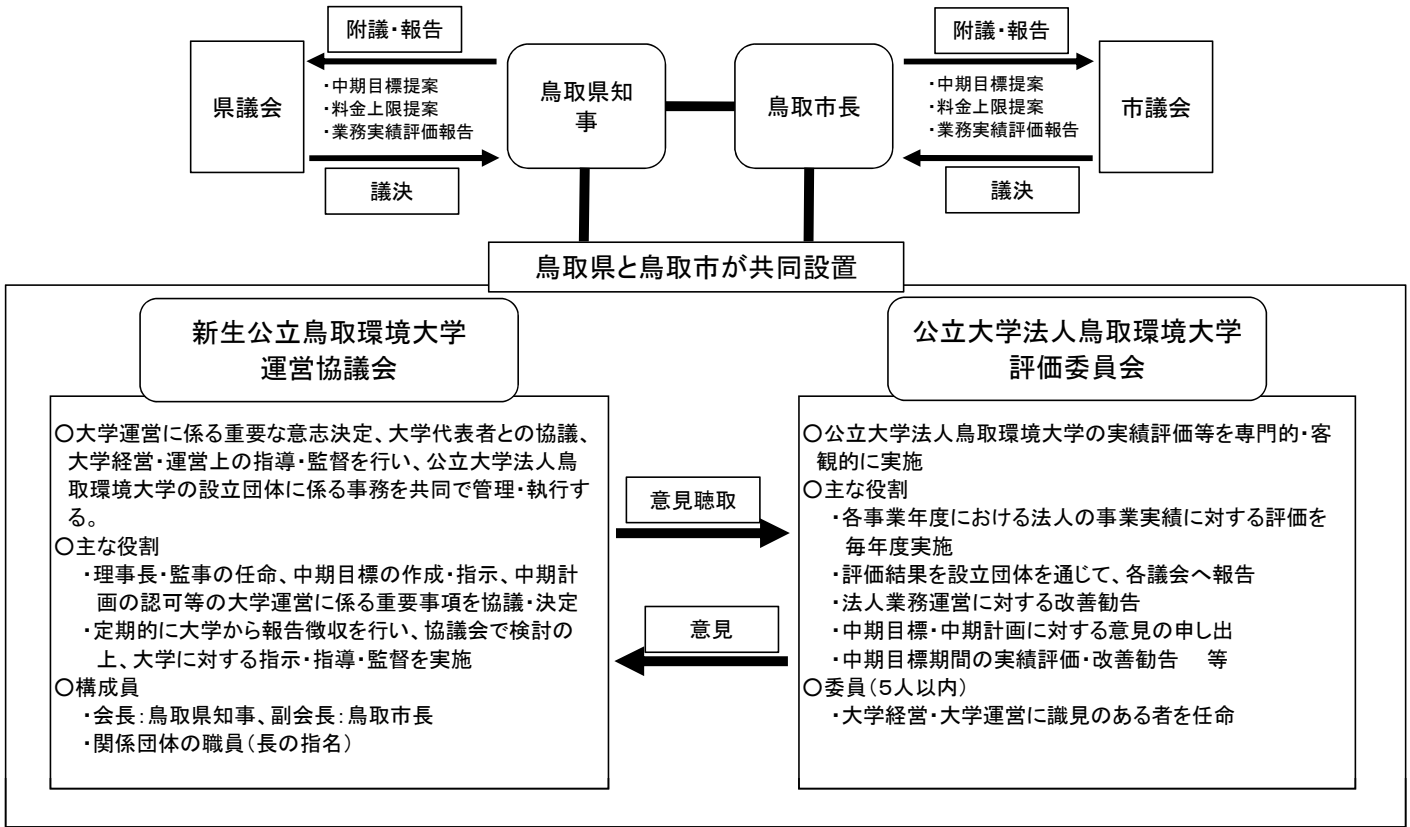 附議・報告
附議・報告
県議会
・中期目標提案
・料金上限提案
・業務実績評価報告
鳥取県知
事
鳥取市長
・中期目標提案
・料金上限提案
・業務実績評価報告
市議会
議決
議決
鳥取県と鳥取市が共同設置
新生公立鳥取環境大学
運営協議会
○大学運営に係る重要な意志決定、大学代表者との協議、
大学経営・運営上の指導・監督を行い、公立大学法人鳥
取環境大学の設立団体に係る事務を共同で管理・執行す
る。
○主な役割
・理事長・監事の任命、中期目標の作成・指示、中期計
画の認可等の大学運営に係る重要事項を協議・決定
・定期的に大学から報告徴収を行い、協議会で検討の
上、大学に対する指示・指導・監督を実施
○構成員
・会長：鳥取県知事、副会長：鳥取市長
・関係団体の職員（長の指名）
意見聴取
意見
公立大学法人鳥取環境大学
評価委員会
○公立大学法人鳥取環境大学の実績評価等を専門的・客
観的に実施
○主な役割
・各事業年度における法人の事業実績に対する評価を
毎年度実施
・評価結果を設立団体を通じて、各議会へ報告
・法人業務運営に対する改善勧告
・中期目標・中期計画に対する意見の申し出
・中期目標期間の実績評価・改善勧告　等
○委員（５人以内）
・大学経営・大学運営に識見のある者を任命